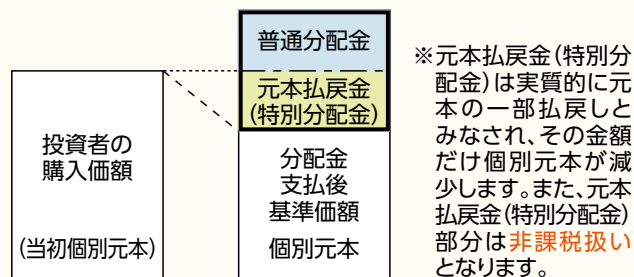 普通分配金
元本払戻金
(特別分配金)
投資者の
購入価額
(当初個別元本)
分配金
支払後
基準価額
個別元本
※元本払戻金(特別分
配金)は実質的に元
本の一部払戻しと
みなされ、その金額
だけ個別元本が減
少します。また、元本
払戻金(特別分配金)
部分は非課税扱い
となります。